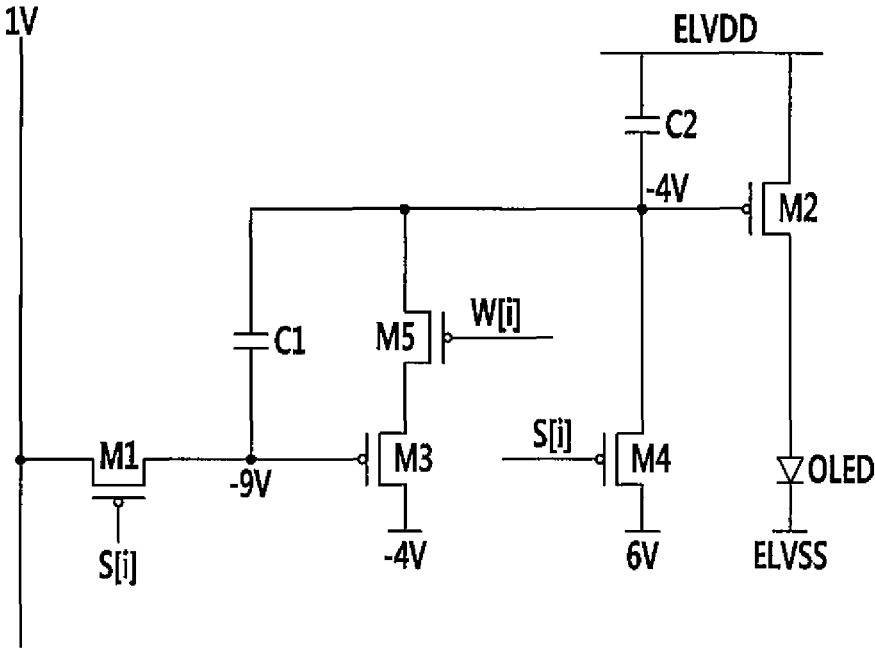 1V
ELVDD
C2
-4V
M2
W[i]
M5
C1
S[i]
M1
M3
M4
OLED
-9V
S[i]
-4V
6V
ELVSS